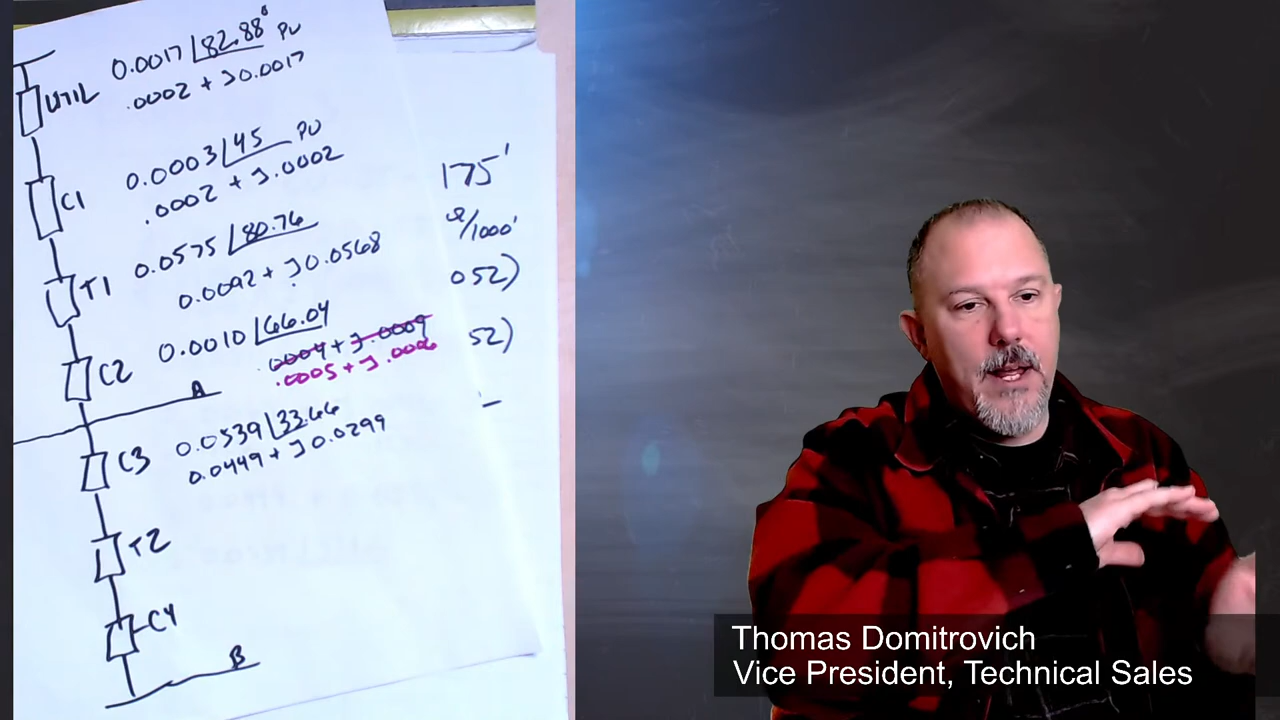 UTIL 0.0017 82.88° PU
.0002 + J0.0017
C1 0.0003 45 PU
.0002 + J.0002
T1 0.0575 80.76
0.0092 + J0.0568
C2 0.0010 66.04
.0004 + J.0009
.0005 + J.0006
A
C3 0.0539 33.66
0.0449 + J0.0299
T2
C4
B
175'
/1000'
052)
52)
Thomas Domitrovich
Vice President, Technical Sales